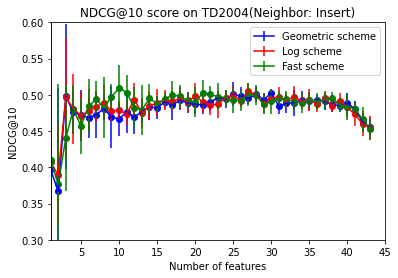 NDCG@10 score on TD2004(Neighbor: Insert)
Geometric scheme
Log scheme
Fast scheme
NDCG@10
0.60
0.55
0.50
0.45
0.40
0.35
0.30
5 10 15 20 25 30 35 40 45
Number of features